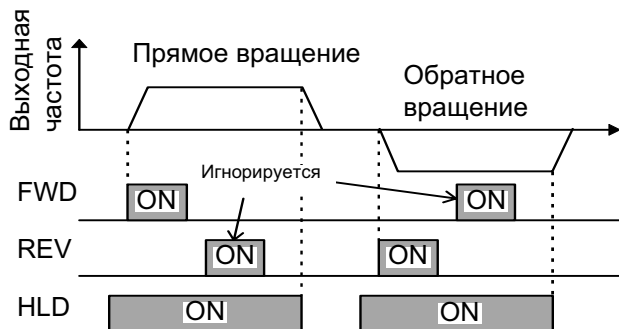 Выходная
частота
Прямое вращение
Обратное
вращение
Игнорируется
FWD
ON
ON
REV
ON
ON
HLD
ON
ON